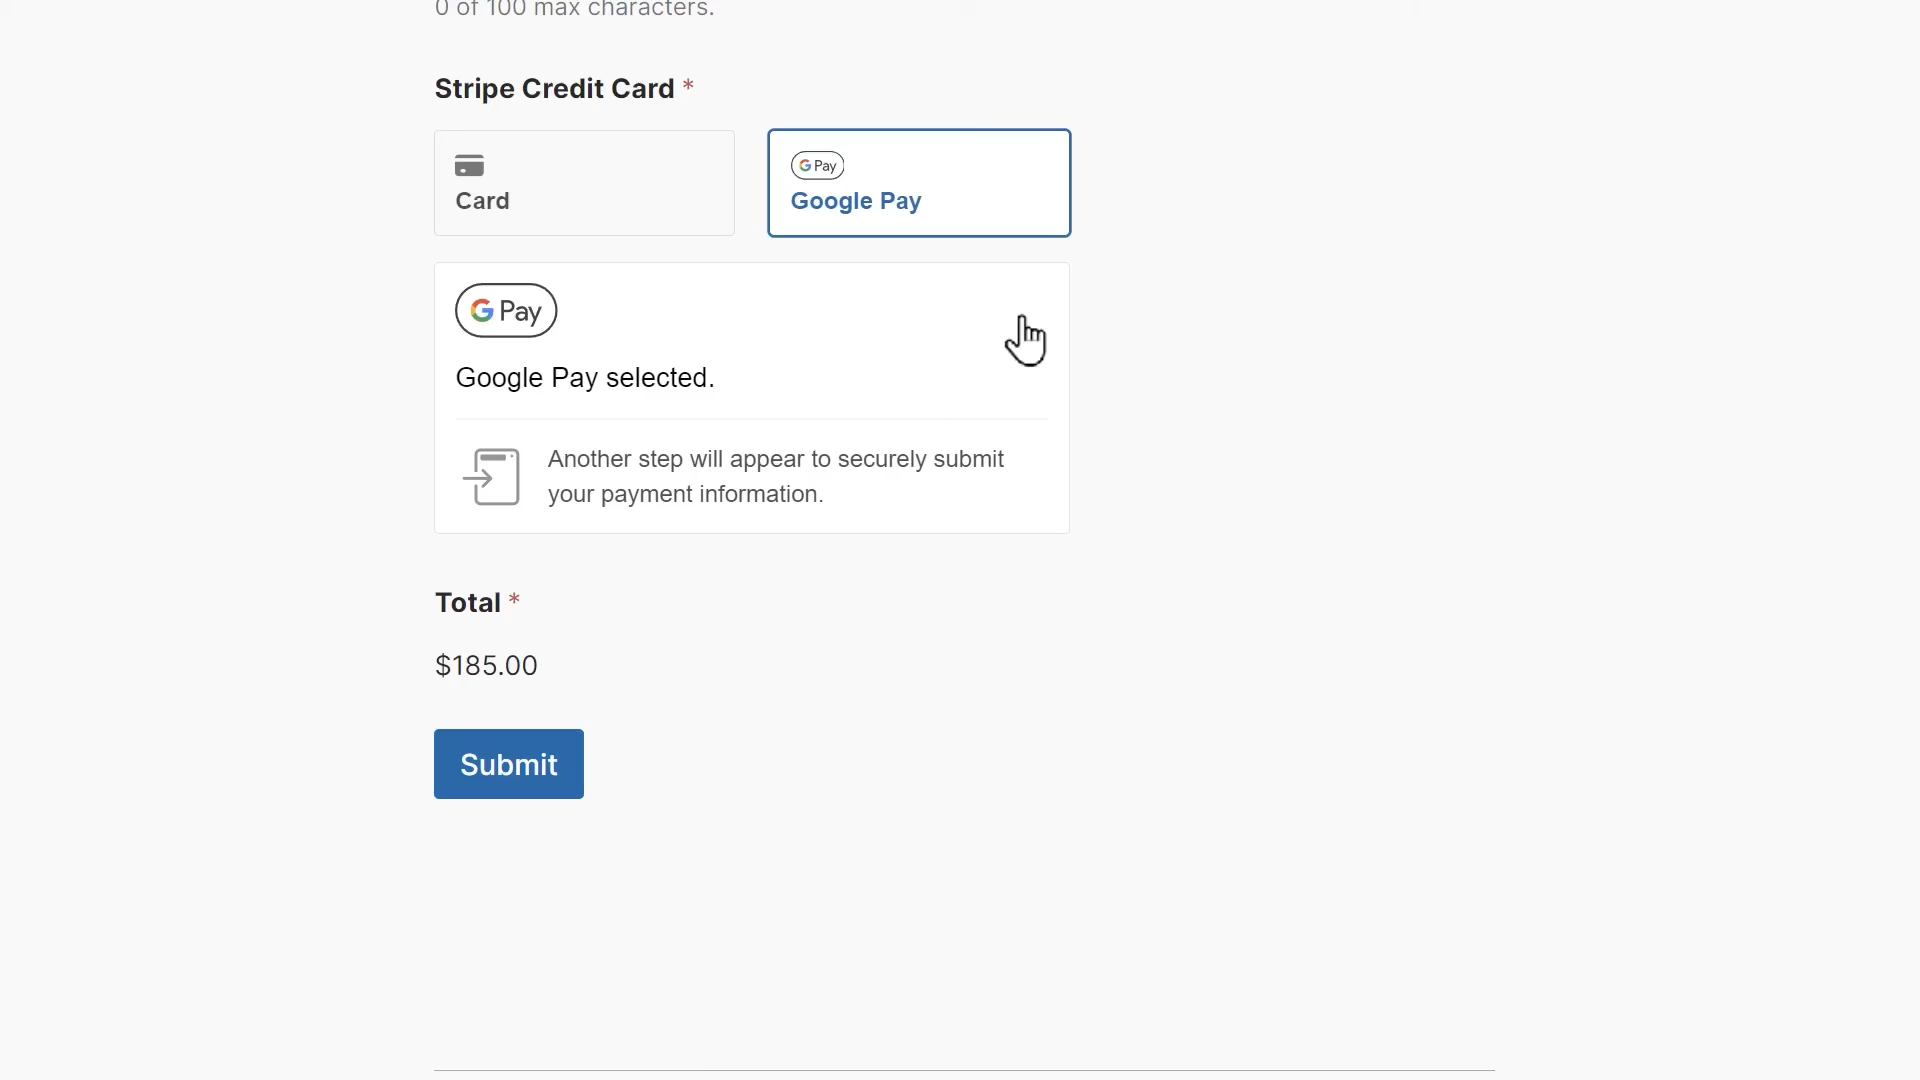 0 of 100 max characters.
Stripe Credit Card *
G Pay
Card
Google Pay
G Pay
Google Pay selected.
Another step will appear to securely submit
your payment information.
Total *
$185.00
Submit